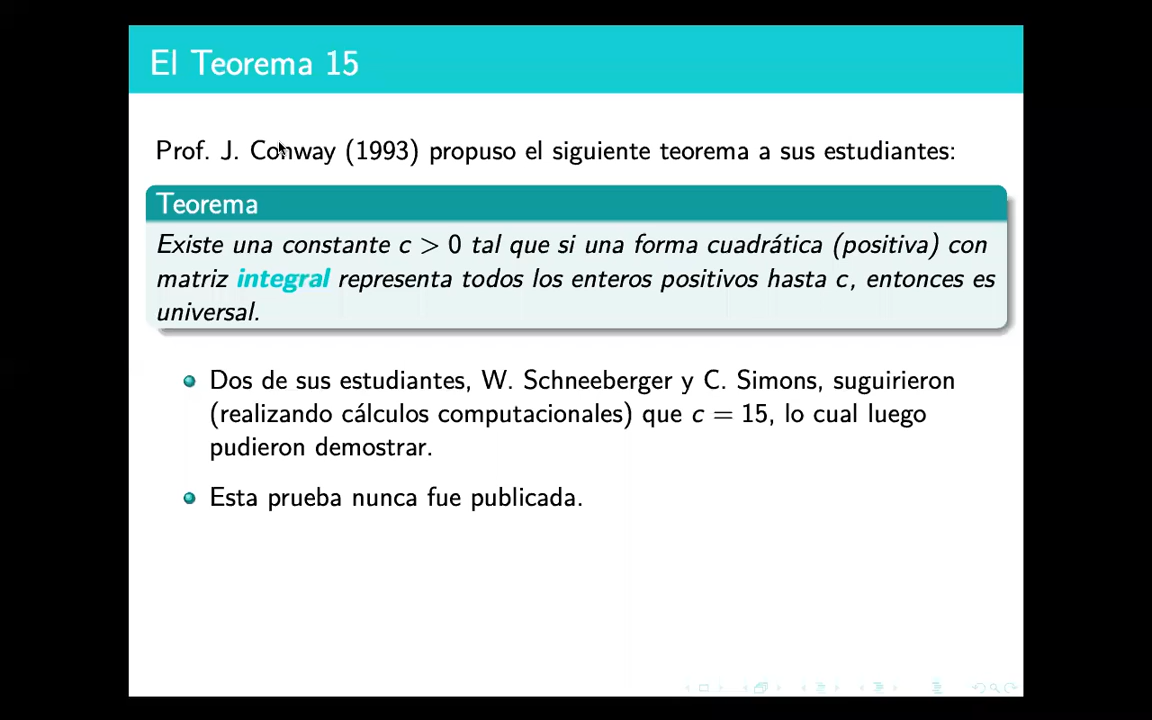 El Teorema 15
Prof. J. Conway (1993) propuso el siguiente teorema a sus estudiantes:
Teorema
Existe una constante c > 0 tal que si una forma cuadrática (positiva) con
matriz integral representa todos los enteros positivos hasta c, entonces es
universal.
Dos de sus estudiantes, W. Schneeberger y C. Simons, suguirieron
(realizando cálculos computacionales) que c = 15, lo cual luego
pudieron demostrar.
Esta prueba nunca fue publicada.